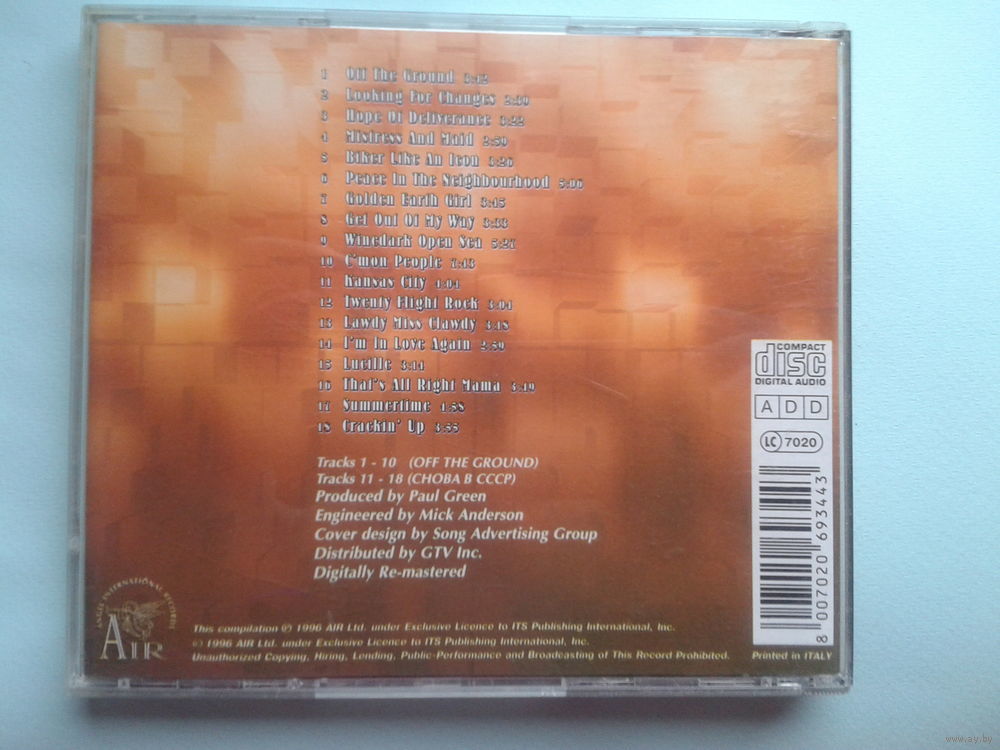 1 Off The Ground 3:42
2 Looking For Changes 2:39
3 Hope Of Deliverance 3:22
4 Mistress And Maid 2:59
5 Biker Like An Icon 3:26
6 Peace In The Neighbourhood 5:06
7 Golden Earth Girl 3:45
8 Get Out Of My Way 3:33
9 Winedark Open Sea 5:27
10 C'mon People 7:43
11 Kansas City 4:04
12 Twenty Flight Rock 3:04
13 Lawdy Miss Clawdy 3:18
14 I'm In Love Again 2:59
15 Lucille 3:14
16 That's All Right Mama 3:49
17 Summertime 4:58
18 Crackin' Up 3:55
Tracks 1 - 10 (OFF THE GROUND)
Tracks 11 - 18 (CHOBA B CCCP)
Produced by Paul Green
Engineered by Mick Anderson
Cover design by Song Advertising Group
Distributed by GTV Inc.
Digitally Re-mastered
COMPACT
disc
DIGITAL AUDIO
A D D
LC 7020
8 007020 693443
ANGEL INTERNATIONAL RECORDS
AIR
This compilation ℗ 1996 AIR Ltd. under Exclusive Licence to ITS Publishing International, Inc.
© 1996 AIR Ltd. under Exclusive Licence to ITS Publishing International, Inc.
Unauthorized Copying, Hiring, Lending, Public-Performance and Broadcasting of This Record Prohibited.
Printed in ITALY
www.ay.by